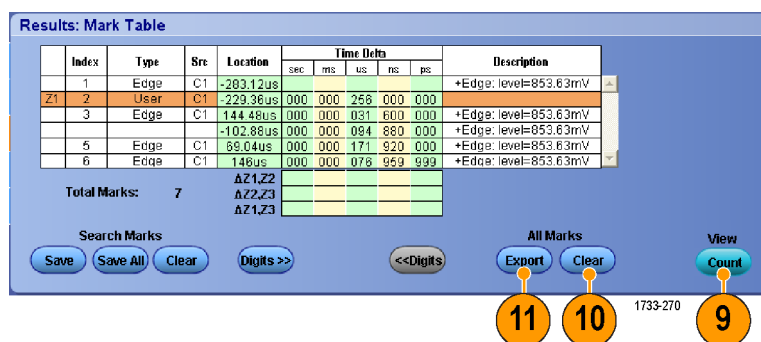 Results: Mark Table
Index Type Src Location Time Delta Description
sec ms us ns ps
1 Edge C1 -283.12us +Edge: level=853.63mV
Z1 2 User C1 -229.36us 000 000 256 000 000
3 Edge C1 144.48us 000 000 031 600 000 +Edge: level=853.63mV
-102.88us 000 000 094 880 000 +Edge: level=853.63mV
5 Edge C1 69.04us 000 000 171 920 000 +Edge: level=853.63mV
6 Edge C1 146us 000 000 076 959 999 +Edge: level=853.63mV
Total Marks: 7
ΔZ1,Z2
ΔZ2,Z3
ΔZ1,Z3
Search Marks All Marks View
Save Save All Clear Digits >> <<Digits Export Clear Count
1733-270
11 10 9